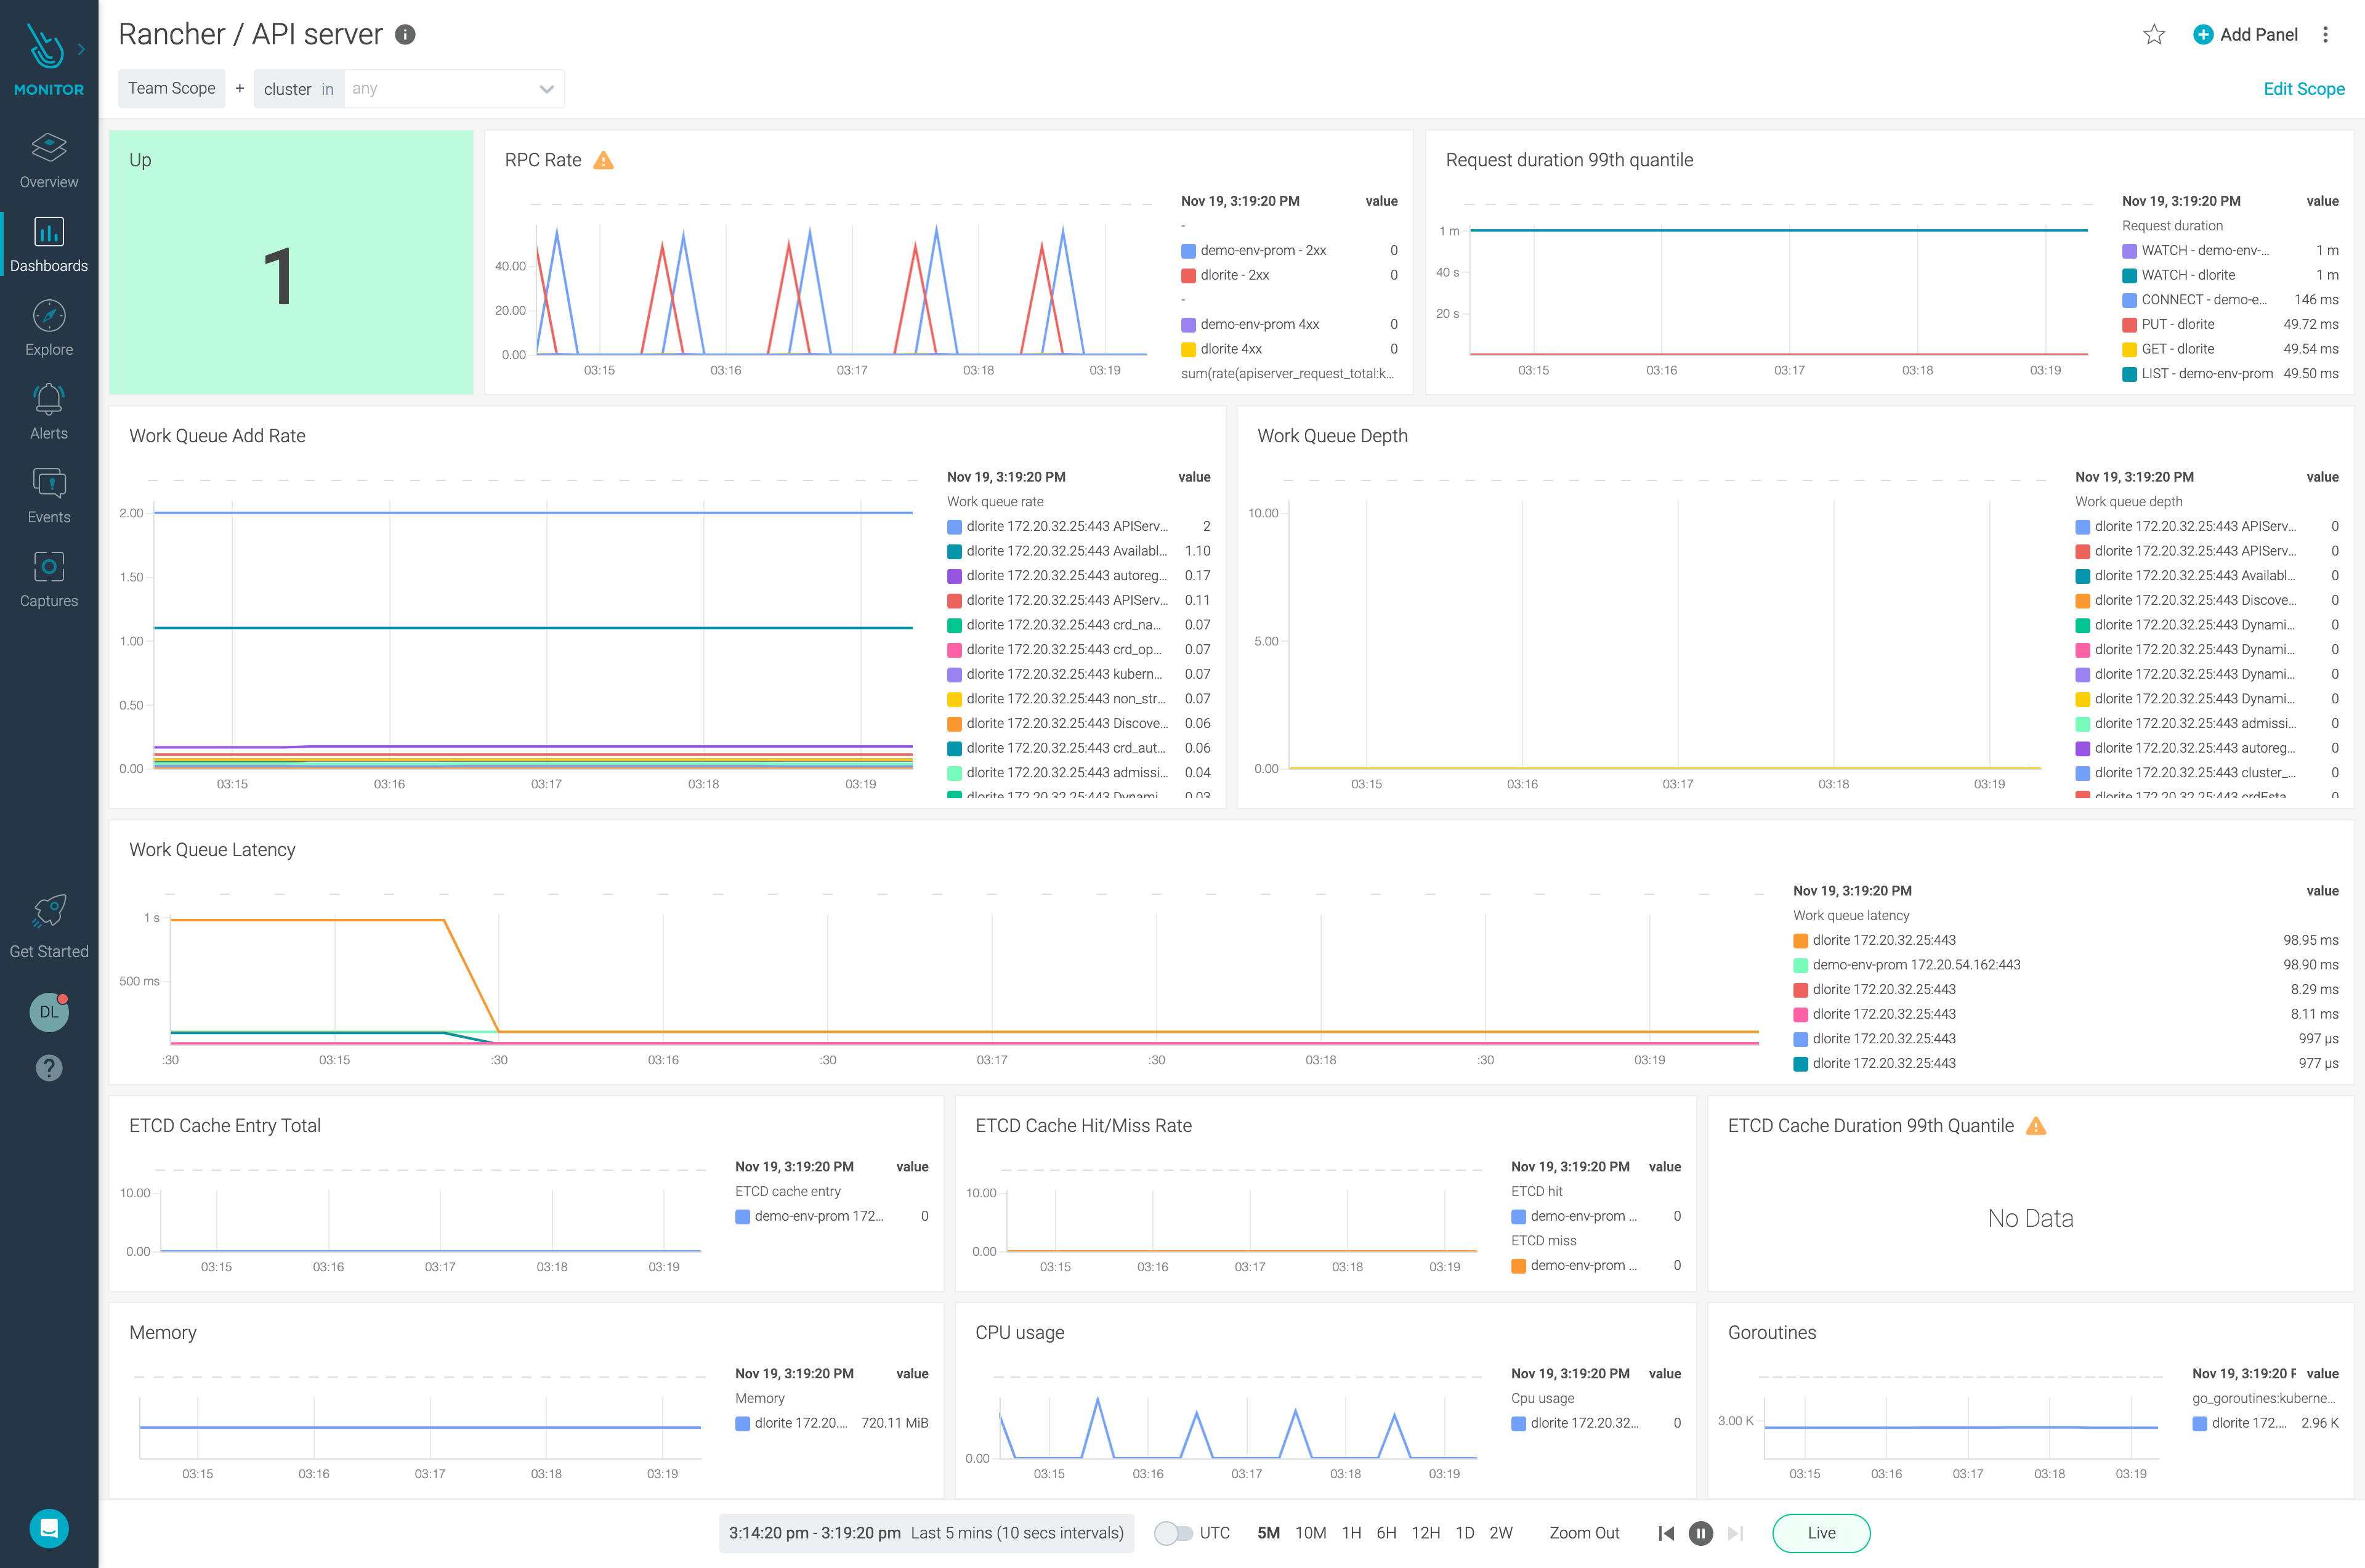 Rancher / API server
Add Panel
Team Scope + cluster in any
Edit Scope
MONITOR
Overview
Dashboards
Explore
Alerts
Events
Captures
Get Started
DL
?
Up
1
RPC Rate
40.00
20.00
0.00
03:15 03:16 03:17 03:18 03:19
Nov 19, 3:19:20 PM value
-
demo-env-prom - 2xx 0
dlorite - 2xx 0
-
demo-env-prom 4xx 0
dlorite 4xx 0
sum(rate(apiserver_request_total:k...
Request duration 99th quantile
1 m
40 s
20 s
03:15 03:16 03:17 03:18 03:19
Nov 19, 3:19:20 PM value
Request duration
WATCH - demo-env-... 1 m
WATCH - dlorite 1 m
CONNECT - demo-e... 146 ms
PUT - dlorite 49.72 ms
GET - dlorite 49.54 ms
LIST - demo-env-prom 49.50 ms
Work Queue Add Rate
2.00
1.50
1.00
0.50
0.00
03:15 03:16 03:17 03:18 03:19
Nov 19, 3:19:20 PM value
Work queue rate
dlorite 172.20.32.25:443 APIServ... 2
dlorite 172.20.32.25:443 Availabl... 1.10
dlorite 172.20.32.25:443 autoreg... 0.17
dlorite 172.20.32.25:443 APIServ... 0.11
dlorite 172.20.32.25:443 crd_na... 0.07
dlorite 172.20.32.25:443 crd_op... 0.07
dlorite 172.20.32.25:443 kubern... 0.07
dlorite 172.20.32.25:443 non_str... 0.07
dlorite 172.20.32.25:443 Discove... 0.06
dlorite 172.20.32.25:443 crd_aut... 0.06
dlorite 172.20.32.25:443 admissi... 0.04
dlorite 172.20.32.25:443 Dynami... 0.03
Work Queue Depth
10.00
5.00
0.00
03:15 03:16 03:17 03:18 03:19
Nov 19, 3:19:20 PM value
Work queue depth
dlorite 172.20.32.25:443 APIServ... 0
dlorite 172.20.32.25:443 APIServ... 0
dlorite 172.20.32.25:443 Availabl... 0
dlorite 172.20.32.25:443 Discove... 0
dlorite 172.20.32.25:443 Dynami... 0
dlorite 172.20.32.25:443 Dynami... 0
dlorite 172.20.32.25:443 Dynami... 0
dlorite 172.20.32.25:443 Dynami... 0
dlorite 172.20.32.25:443 admissi... 0
dlorite 172.20.32.25:443 autoreg... 0
dlorite 172.20.32.25:443 cluster_... 0
dlorite 172.20.32.25:443 crdEsta... 0
Work Queue Latency
1 s
500 ms
:30 03:15 :30 03:16 :30 03:17 :30 03:18 :30 03:19
Nov 19, 3:19:20 PM value
Work queue latency
dlorite 172.20.32.25:443 98.95 ms
demo-env-prom 172.20.54.162:443 98.90 ms
dlorite 172.20.32.25:443 8.29 ms
dlorite 172.20.32.25:443 8.11 ms
dlorite 172.20.32.25:443 997 µs
dlorite 172.20.32.25:443 977 µs
ETCD Cache Entry Total
10.00
0.00
03:15 03:16 03:17 03:18 03:19
Nov 19, 3:19:20 PM value
ETCD cache entry
demo-env-prom 172... 0
ETCD Cache Hit/Miss Rate
10.00
0.00
03:15 03:16 03:17 03:18 03:19
Nov 19, 3:19:20 PM value
ETCD hit
demo-env-prom ... 0
ETCD miss
demo-env-prom ... 0
ETCD Cache Duration 99th Quantile
No Data
Memory
03:15 03:16 03:17 03:18 03:19
Nov 19, 3:19:20 PM value
Memory
dlorite 172.20.... 720.11 MiB
CPU usage
0.00
03:15 03:16 03:17 03:18 03:19
Nov 19, 3:19:20 PM value
Cpu usage
dlorite 172.20.32... 0
Goroutines
3.00 K
03:15 03:16 03:17 03:18 03:19
Nov 19, 3:19:20 P value
go_goroutines:kuberne...
dlorite 172.... 2.96 K
3:14:20 pm - 3:19:20 pm Last 5 mins (10 secs intervals) UTC 5M 10M 1H 6H 12H 1D 2W Zoom Out Live